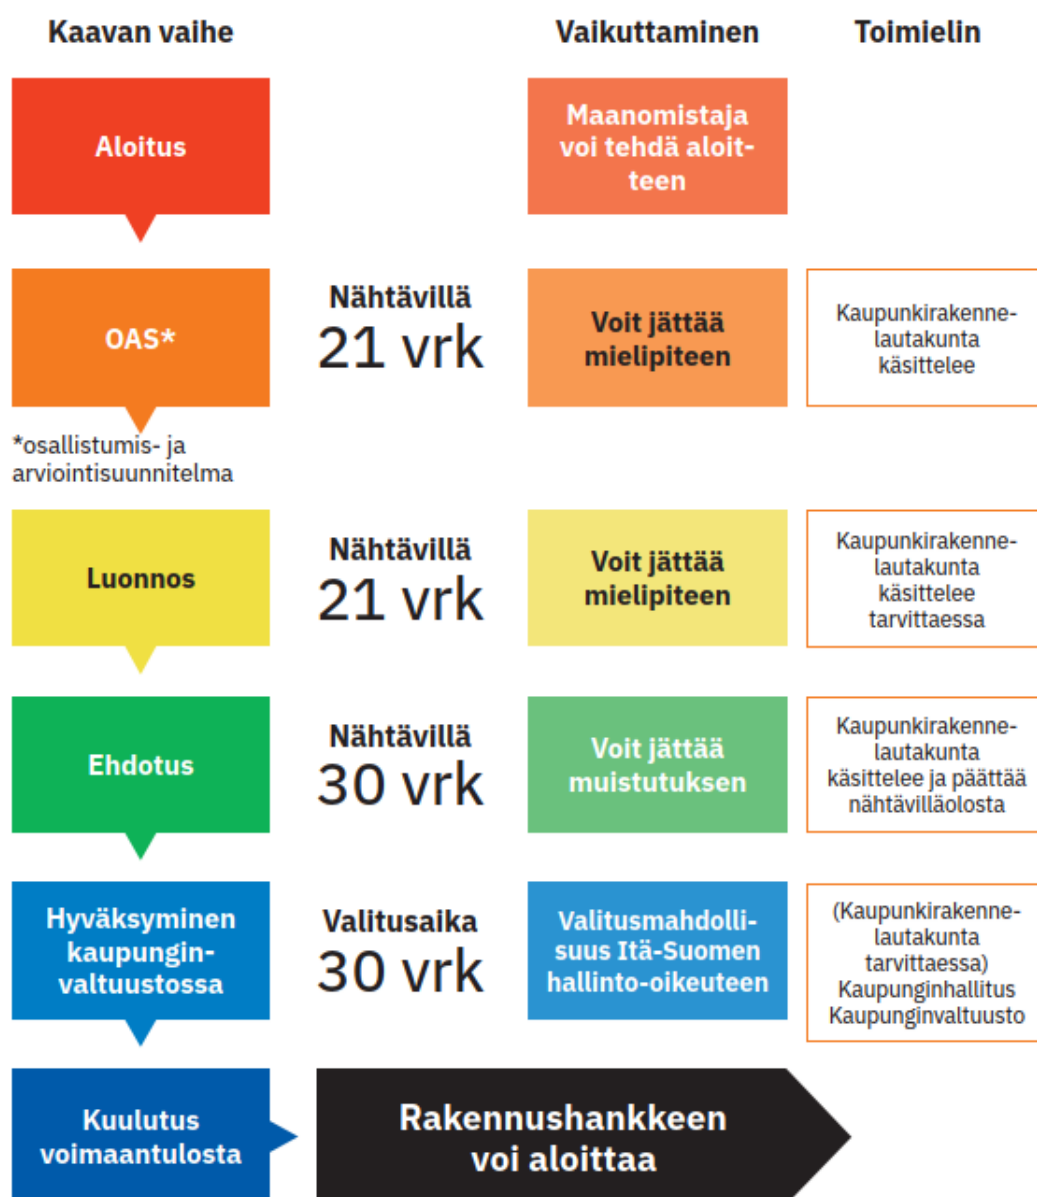 Kaavan vaihe
Vaikuttaminen
Toimielin
Aloitus
Maanomistaja
voi tehdä aloit-
teen
OAS*
Nähtävillä
21 vrk
Voit jättää
mielipiteen
Kaupunkirakenne-
lautakunta
käsittelee
*osallistumis- ja
arviointisuunnitelma
Luonnos
Nähtävillä
21 vrk
Voit jättää
mielipiteen
Kaupunkirakenne-
lautakunta
käsittelee
tarvittaessa
Ehdotus
Nähtävillä
30 vrk
Voit jättää
muistutuksen
Kaupunkirakenne-
lautakunta
käsittelee ja päättää
nähtävilläolosta
Hyväksyminen
kaupungin-
valtuustossa
Valitusaika
30 vrk
Valitusmahdolli-
suus Itä-Suomen
hallinto-oikeuteen
(Kaupunkirakenne-
lautakunta
tarvittaessa)
Kaupunginhallitus
Kaupunginvaltuusto
Kuulutus
voimaantulosta
Rakennushankkeen
voi aloittaa